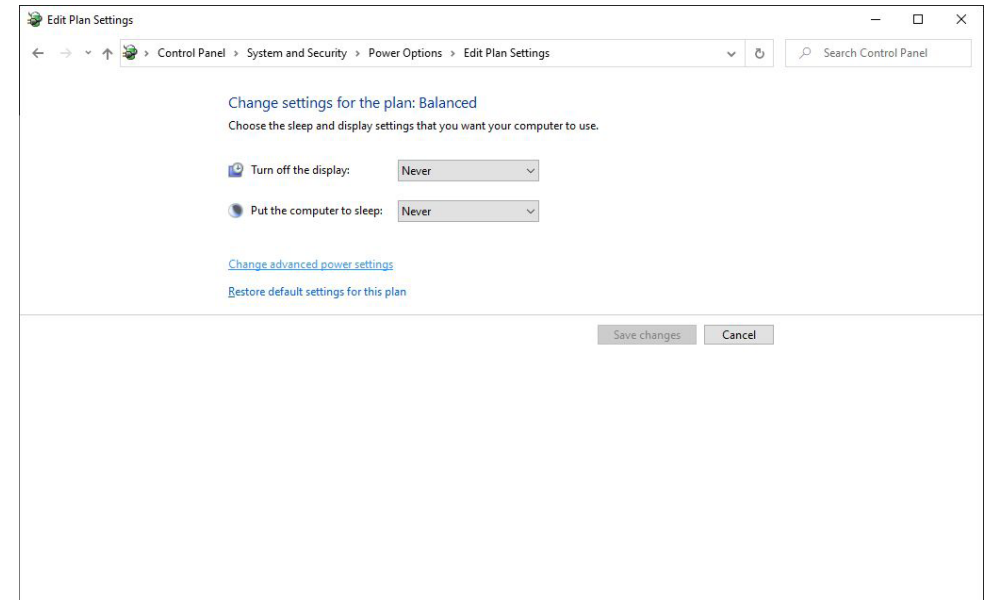 Edit Plan Settings
Control Panel > System and Security > Power Options > Edit Plan Settings
Search Control Panel
Change settings for the plan: Balanced
Choose the sleep and display settings that you want your computer to use.
Turn off the display: Never
Put the computer to sleep: Never
Change advanced power settings
Restore default settings for this plan
Save changes Cancel